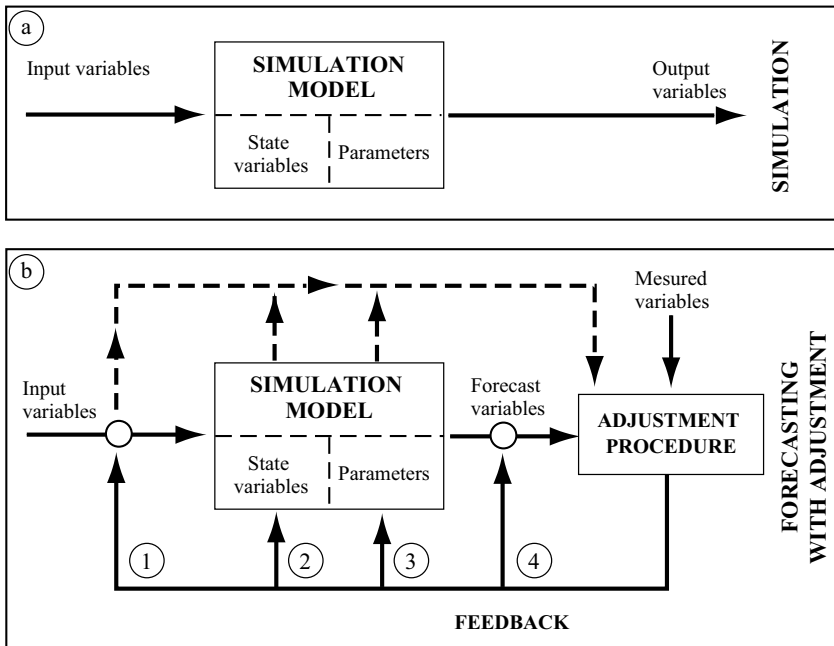 a
Input variables
SIMULATION
MODEL
State
variables
Parameters
Output
variables
SIMULATION
b
Mesured
variables
Input
variables
SIMULATION
MODEL
State
variables
Parameters
Forecast
variables
ADJUSTMENT
PROCEDURE
FORECASTING
WITH ADJUSTMENT
1
2
3
4
FEEDBACK